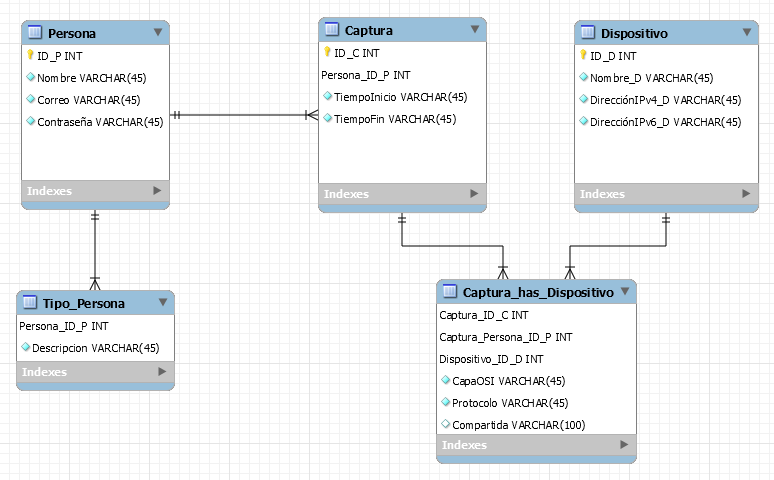 Persona
ID_P INT
Nombre VARCHAR(45)
Correo VARCHAR(45)
Contraseña VARCHAR(45)
Indexes
Captura
ID_C INT
Persona_ID_P INT
TiempoInicio VARCHAR(45)
TiempoFin VARCHAR(45)
Indexes
Dispositivo
ID_D INT
Nombre_D VARCHAR(45)
DirecciónIPv4_D VARCHAR(45)
DirecciónIPv6_D VARCHAR(45)
Indexes
Tipo_Persona
Persona_ID_P INT
Descripcion VARCHAR(45)
Indexes
Captura_has_Dispositivo
Captura_ID_C INT
Captura_Persona_ID_P INT
Dispositivo_ID_D INT
CapaOSI VARCHAR(45)
Protocolo VARCHAR(45)
Compartida VARCHAR(100)
Indexes